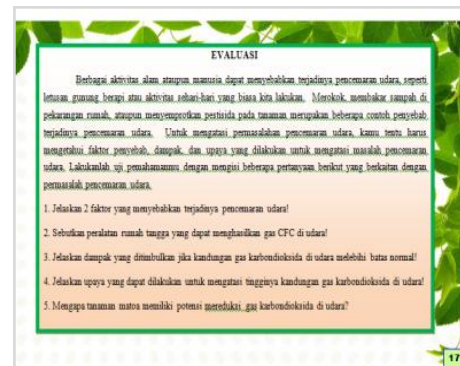 EVALUASI
Berbagai aktivitas alam ataupun manusia dapat menyebabkan terjadinya pencemaran udara, seperti
letusan gunung berapi atau aktivitas sehari-hari yang biasa kita lakukan. Merokok, membakar sampah di
pekarangan rumah, ataupun menyemprotkan pestisida pada tanaman merupakan beberapa contoh penyebab
terjadinya pencemaran udara. Untuk mengatasi permasalahan pencemaran udara, kamu tentu harus
mengetahui faktor penyebab, dampak, dan upaya yang dilakukan untuk mengatasi masalah pencemaran
udara. Lakukanlah uji pemahamanmu dengan mengisi beberapa pertanyaan berikut yang berkaitan dengan
permasalah pencemaran udara.
1. Jelaskan 2 faktor yang menyebabkan terjadinya pencemaran udara!
2. Sebutkan peralatan rumah tangga yang dapat menghasilkan gas CFC di udara!
3. Jelaskan dampak yang ditimbulkan jika kandungan gas karbondioksida di udara melebihi batas normal!
4. Jelaskan upaya yang dapat dilakukan untuk mengatasi tingginya kandungan gas karbondioksida di udara!
5. Mengapa tanaman matoa memiliki potensi mereduksi gas karbondioksida di udara?
17